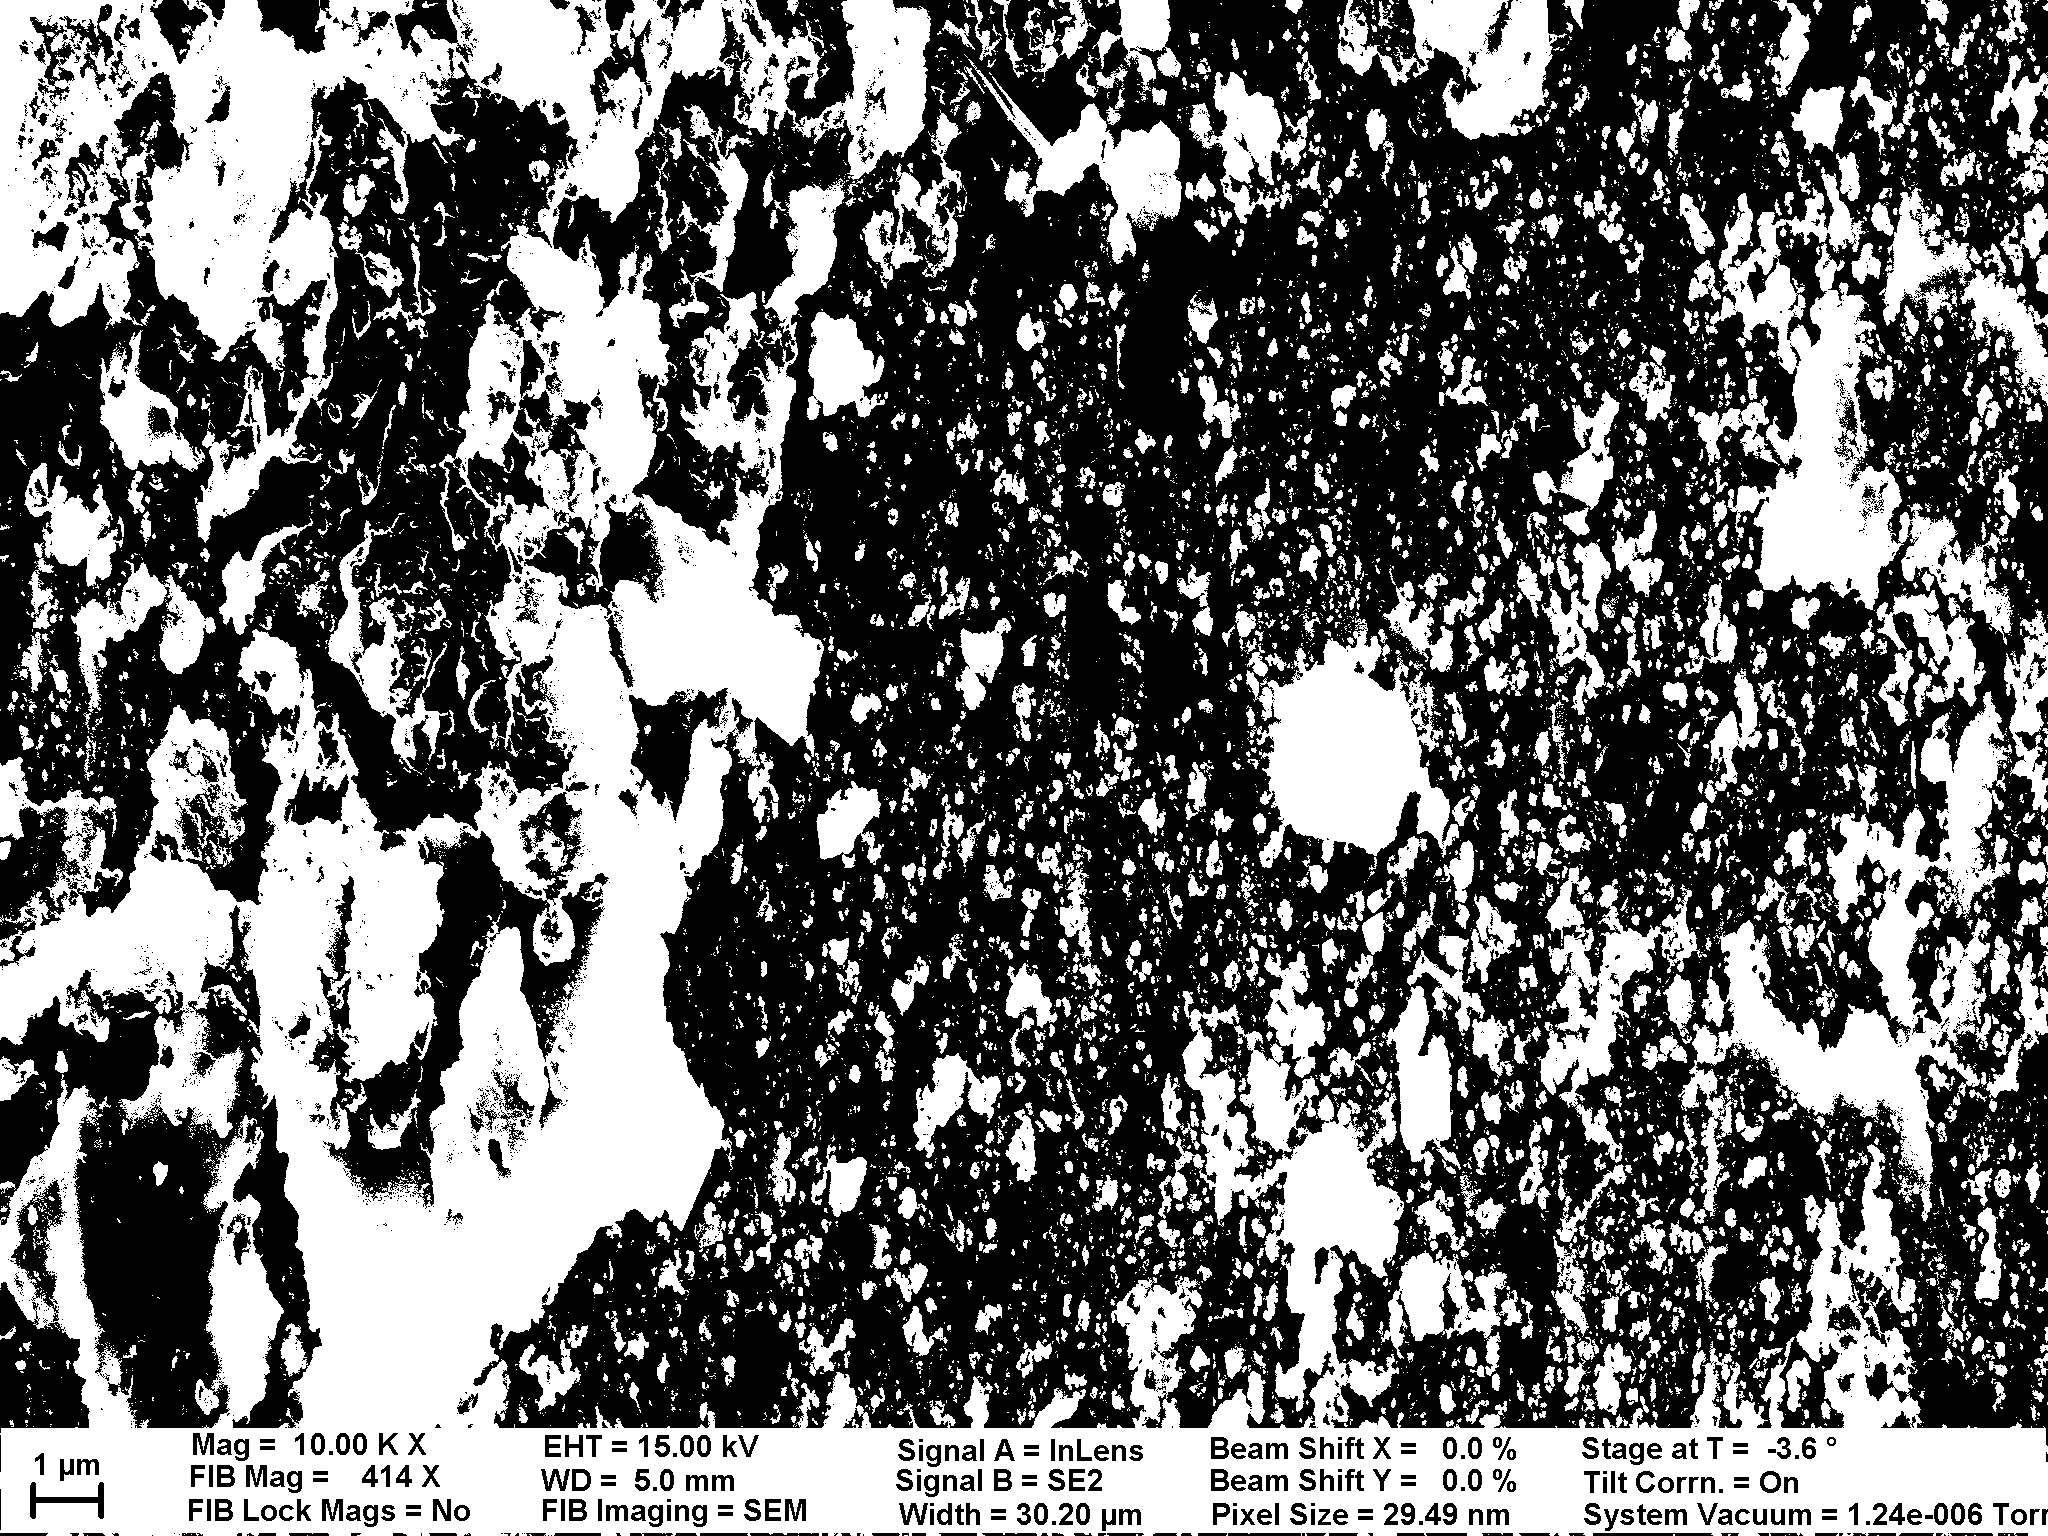 1 µm
Mag = 10.00 K X
FIB Mag = 414 X
FIB Lock Mags = No
EHT = 15.00 kV
WD = 5.0 mm
FIB Imaging = SEM
Signal A = InLens
Signal B = SE2
Width = 30.20 µm
Beam Shift X = 0.0 %
Beam Shift Y = 0.0 %
Pixel Size = 29.49 nm
Stage at T = -3.6 °
Tilt Corrn. = On
System Vacuum = 1.24e-006 Torr